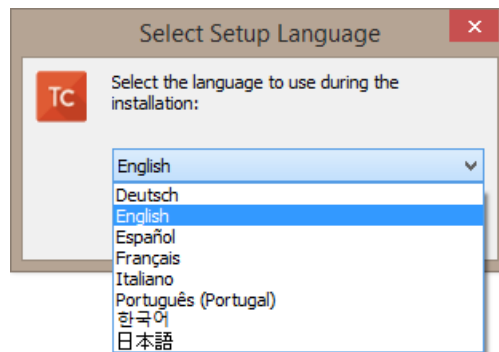 Select Setup Language
TC
Select the language to use during the
installation:
English
Deutsch
English
Español
Français
Italiano
Português (Portugal)
한국어
日本語